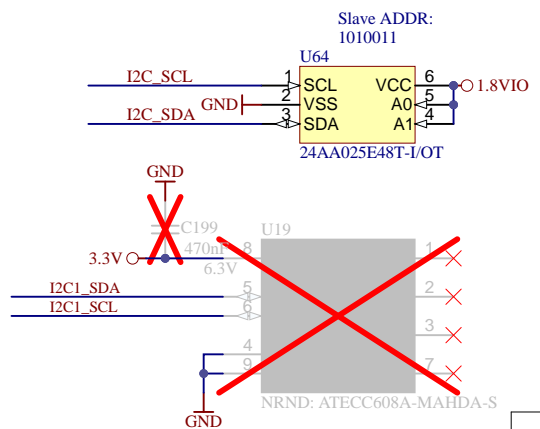 Slave ADDR:
1010011
U64
I2C_SCL 1 SCL VCC 6 1.8VIO
GND 2 VSS A0 5
I2C_SDA 3 SDA A1 4
24AA025E48T-I/OT
GND
C199 U19
470nF
3.3V 8 1
6.3V
I2C1_SDA 5 2
I2C1_SCL 6
3
4
9 7
GND
NRND: ATECC608A-MAHDA-S